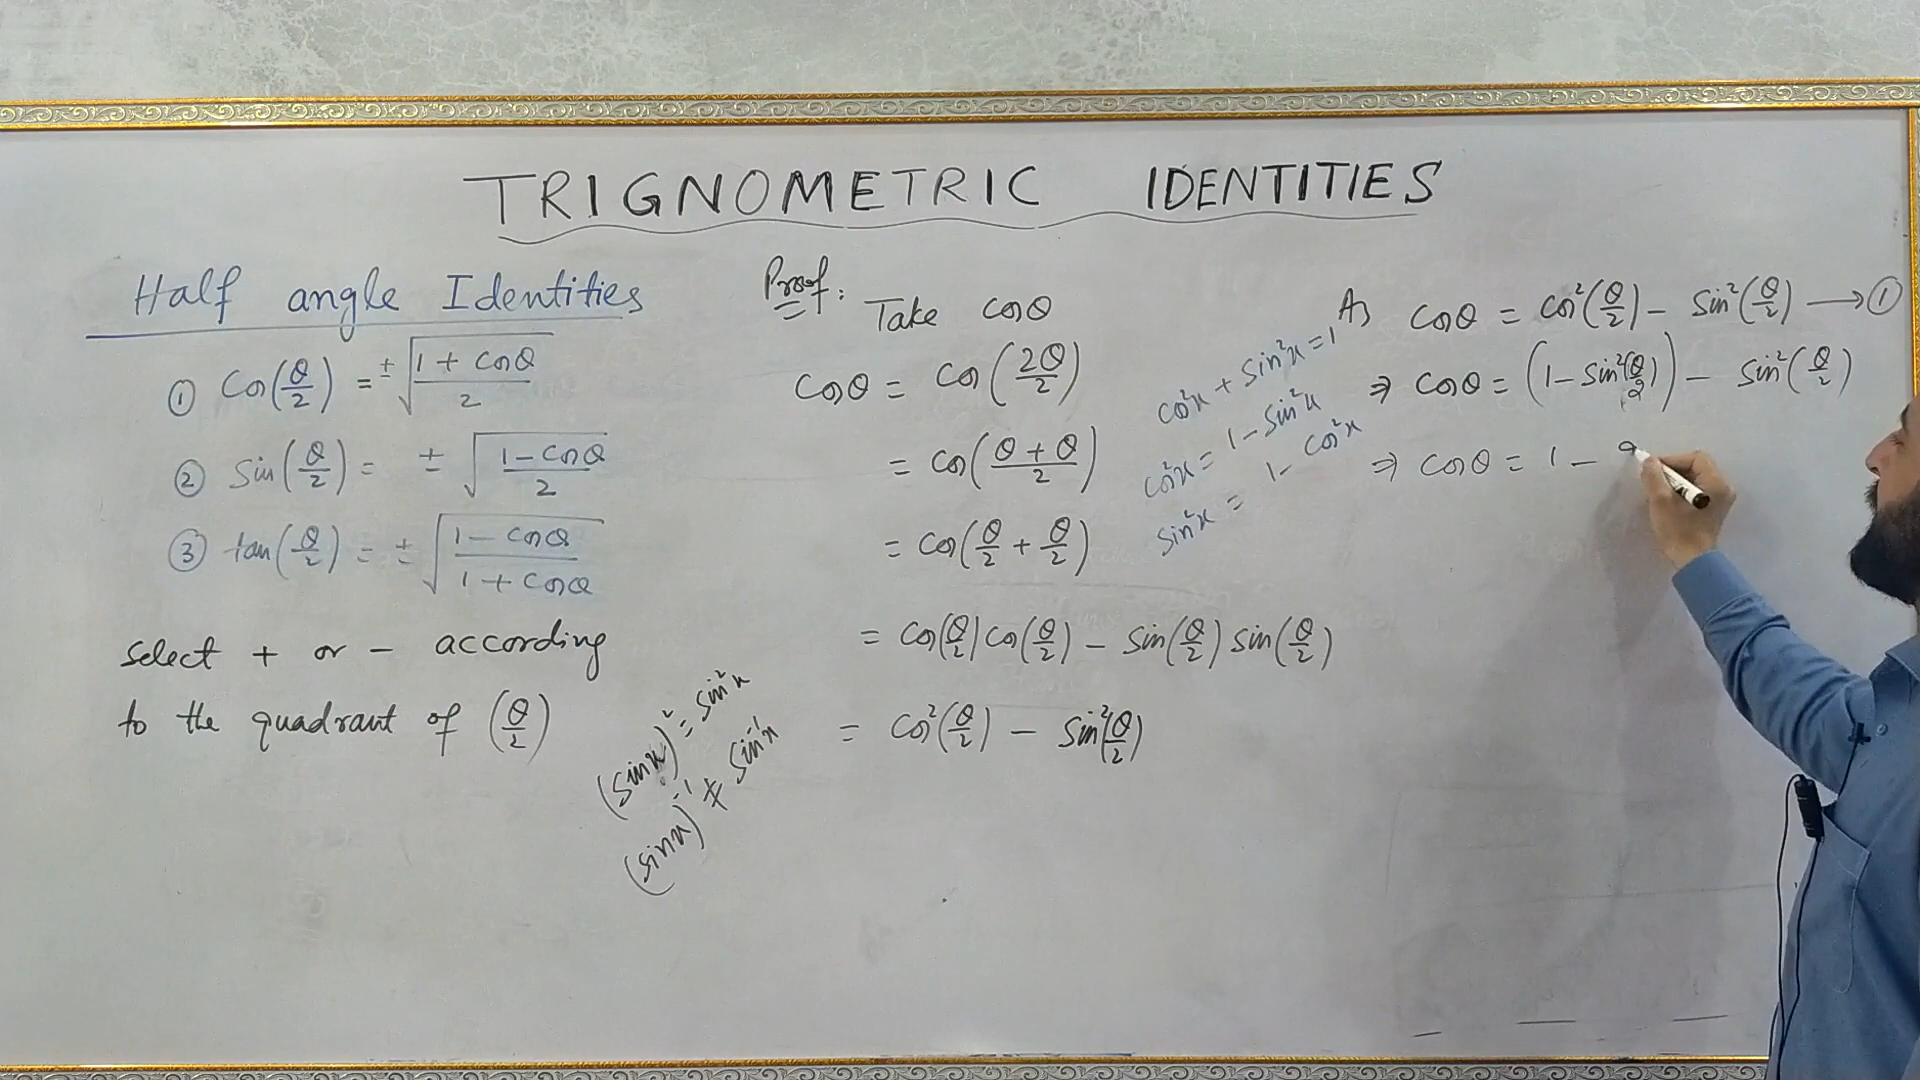 TRIGNOMETRIC IDENTITIES
Half angle Identities
① Cos(θ/2) = ±√((1 + cosθ)/2)
② Sin(θ/2) = ±√((1 - cosθ)/2)
③ tan(θ/2) = ±√((1 - cosθ)/(1 + cosθ))
select + or - according
to the quadrant of (θ/2)
(sinx)² = sin²x
(sinx)⁻¹ ≠ sin⁻¹x
Proof:
Take cosθ
cosθ = cos(2θ/2)
= cos((θ + θ)/2)
= cos(θ/2 + θ/2)
= cos(θ/2) cos(θ/2) - sin(θ/2) sin(θ/2)
= cos²(θ/2) - sin²(θ/2)
cos²x + sin²x = 1
cos²x = 1 - sin²x
sin²x = 1 - cos²x
As cosθ = cos²(θ/2) - sin²(θ/2) → ①
⇒ cosθ = (1 - sin²(θ/2)) - sin²(θ/2)
⇒ cosθ = 1 -